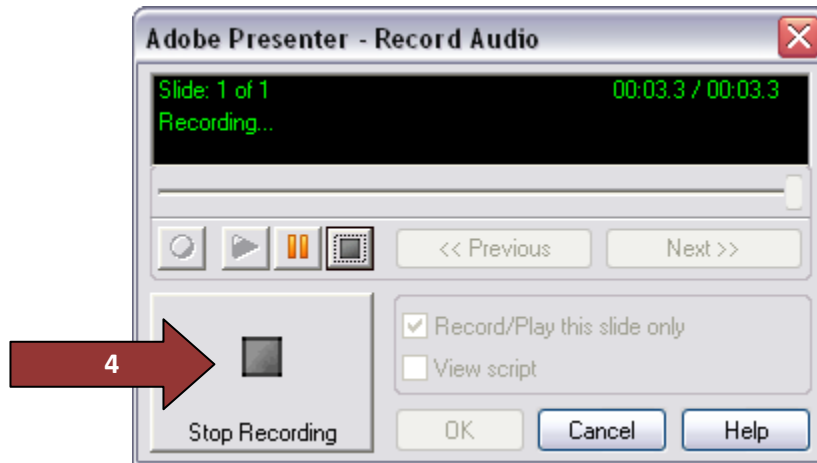 Adobe Presenter - Record Audio
Slide: 1 of 1 00:03.3 / 00:03.3
Recording...
<< Previous Next >>
Record/Play this slide only
4
View script
Stop Recording OK Cancel Help